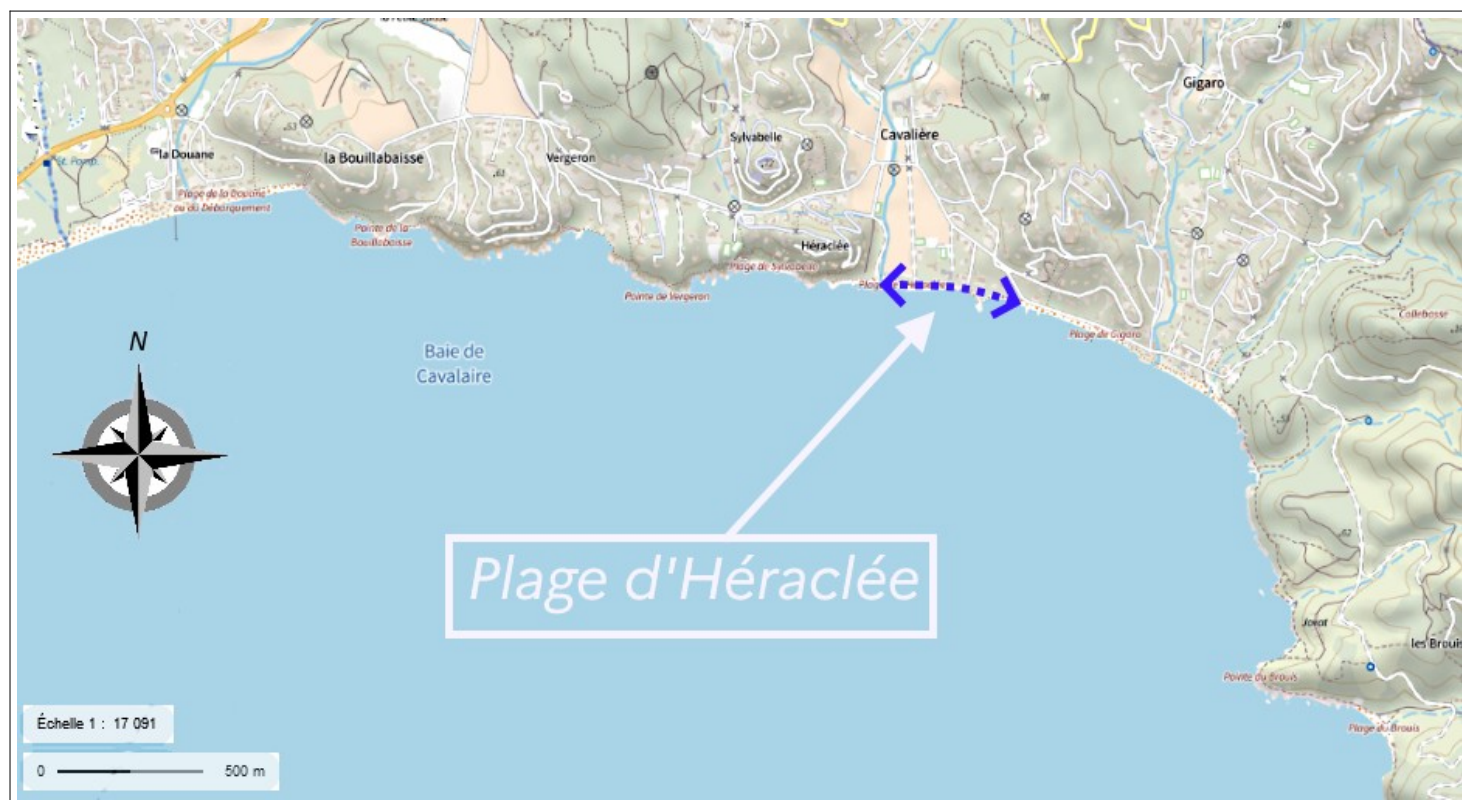 Gigaro
Sylvabelle
Cavalière
la Douane
la Bouillabaisse
Vergeron
Plage de la Douane
ou du Débarquement
Pointe de la
Bouillabaisse
Héraclée
Plage de Sylvabelle
Pointe de Vergeron
Plage de Gigaro
Collebasse
N
Baie de
Cavalaire
Plage d'Héraclée
Jovat
les Brouis
Pointe du Brouis
Plage du Brouis
Échelle 1 : 17 091
0 500 m